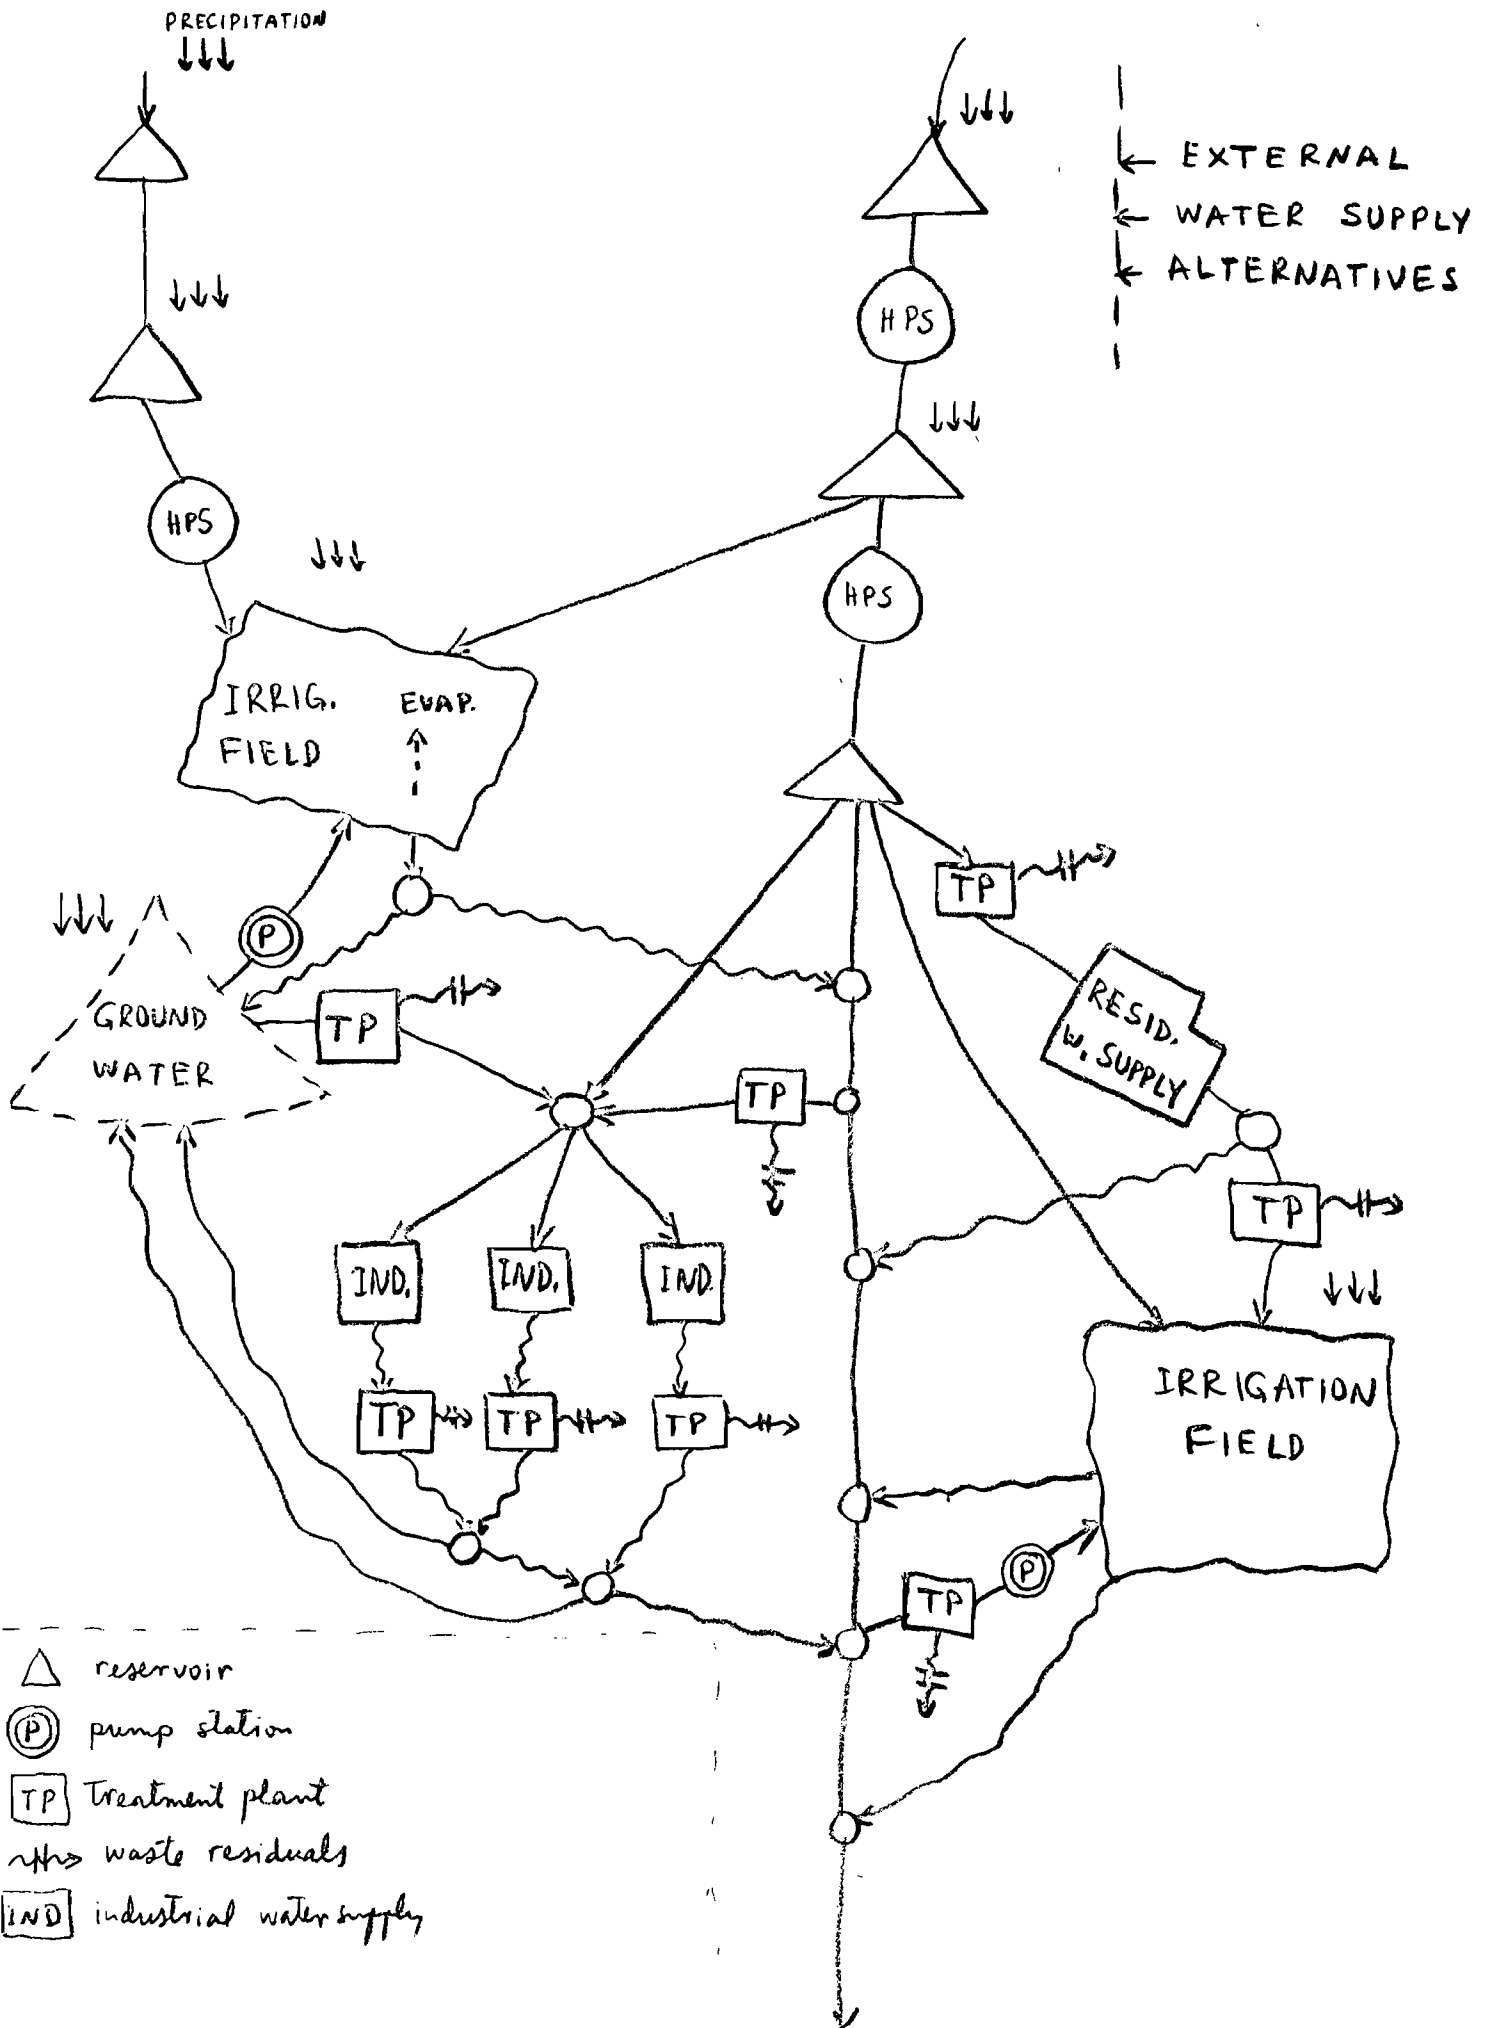 PRECIPITATION
EXTERNAL
WATER SUPPLY
ALTERNATIVES
HPS
HPS
HPS
IRRIG.
FIELD
EVAP.
TP
P
GROUND
WATER
TP
RESID.
W. SUPPLY
TP
TP
IND.
IND.
IND.
TP
TP
TP
IRRIGATION
FIELD
P
TP
reservoir
P
pump station
TP
Treatment plant
waste residuals
IND
industrial water supply